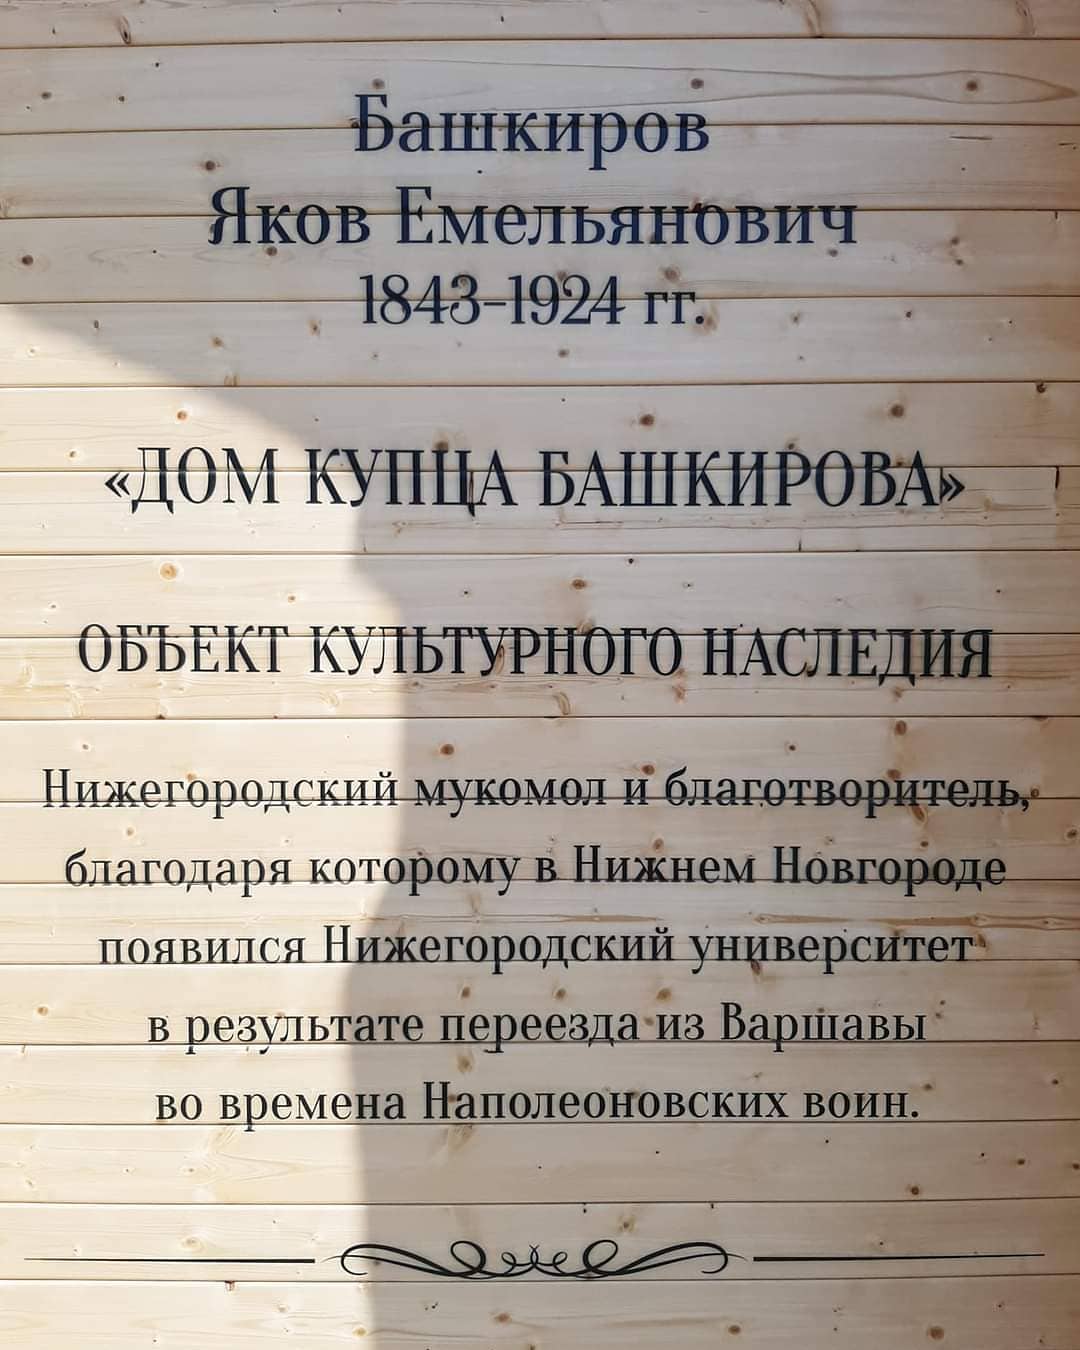 Башкиров
Яков Емельянович
1843-1924 гг.
«ДОМ КУПЦА БАШКИРОВА»
ОБЪЕКТ КУЛЬТУРНОГО НАСЛЕДИЯ
Нижегородский мукомол и благотворитель,
благодаря которому в Нижнем Новгороде
появился Нижегородский университет
в результате переезда из Варшавы
во времена Наполеоновских воин.